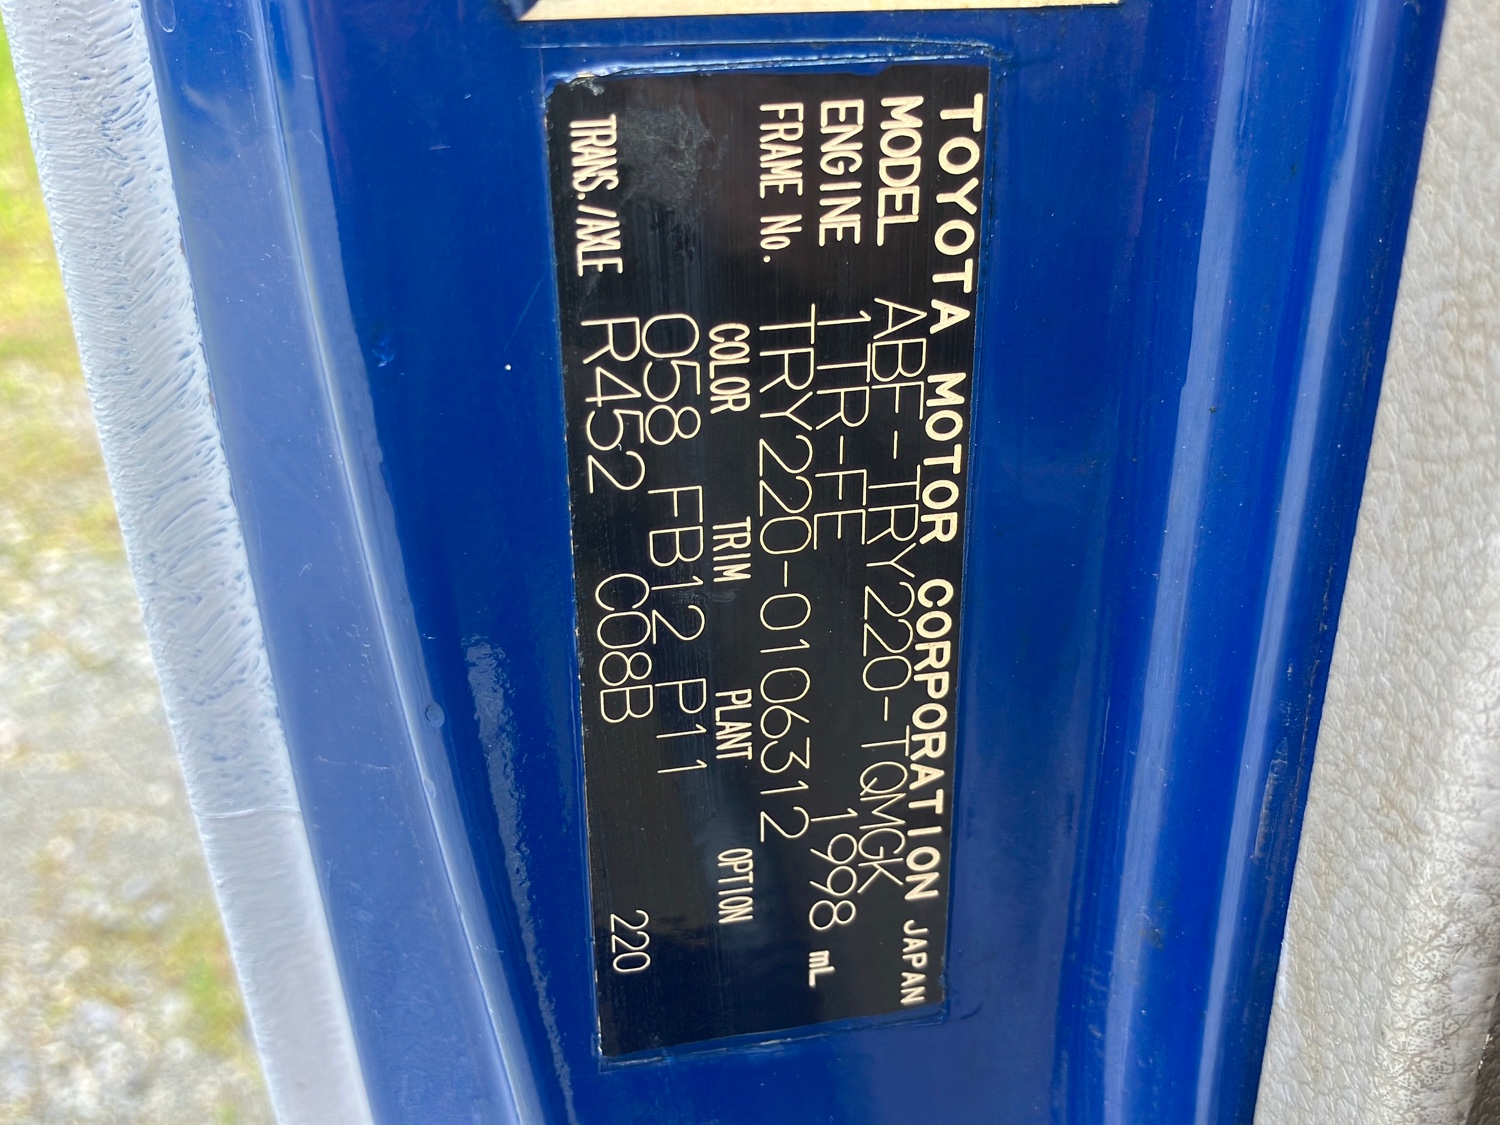 TOYOTA MOTOR CORPORATION JAPAN
MODEL ABF-TRY220-TQMGK
ENGINE 1TR-FE 1998 mL
FRAME No. TRY220-0106312
COLOR TRIM PLANT OPTION
058 FB12 P11
TRANS./AXLE R452 C08B 220